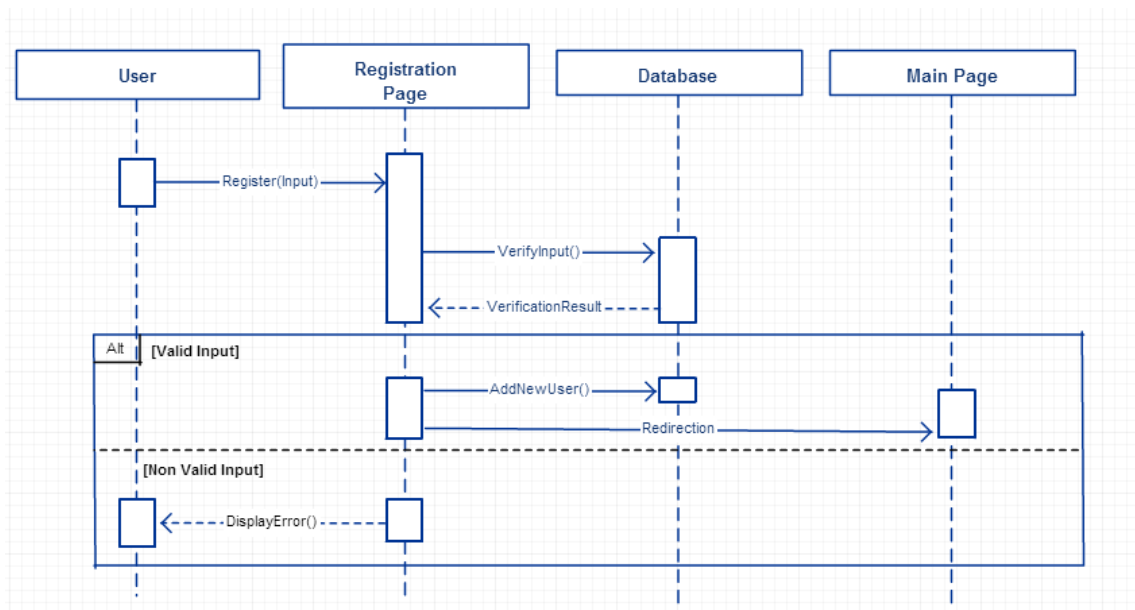 User
Registration
Page
Database
Main Page
Register(Input)
VerifyInput()
VerificationResult
Alt
[Valid Input]
AddNewUser()
Redirection
[Non Valid Input]
DisplayError()